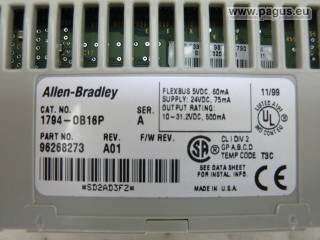 www.pagus.eu
Allen-Bradley
CAT. NO. SER.
1794-OB16P A
PART NO. REV. F/W REV.
96268273 A01
*SD2AD3FZ*
FLEXBUS 5VDC, 60mA
SUPPLY: 24VDC, 75mA
OUTPUT RATING:
10-31.2VDC, 500mA
11/99
CL I DIV 2
GP A,B,C,D
TEMP CODE T3C
SEE DATA SHEET
FOR INSTAL. INFO.
MADE IN U.S.A.